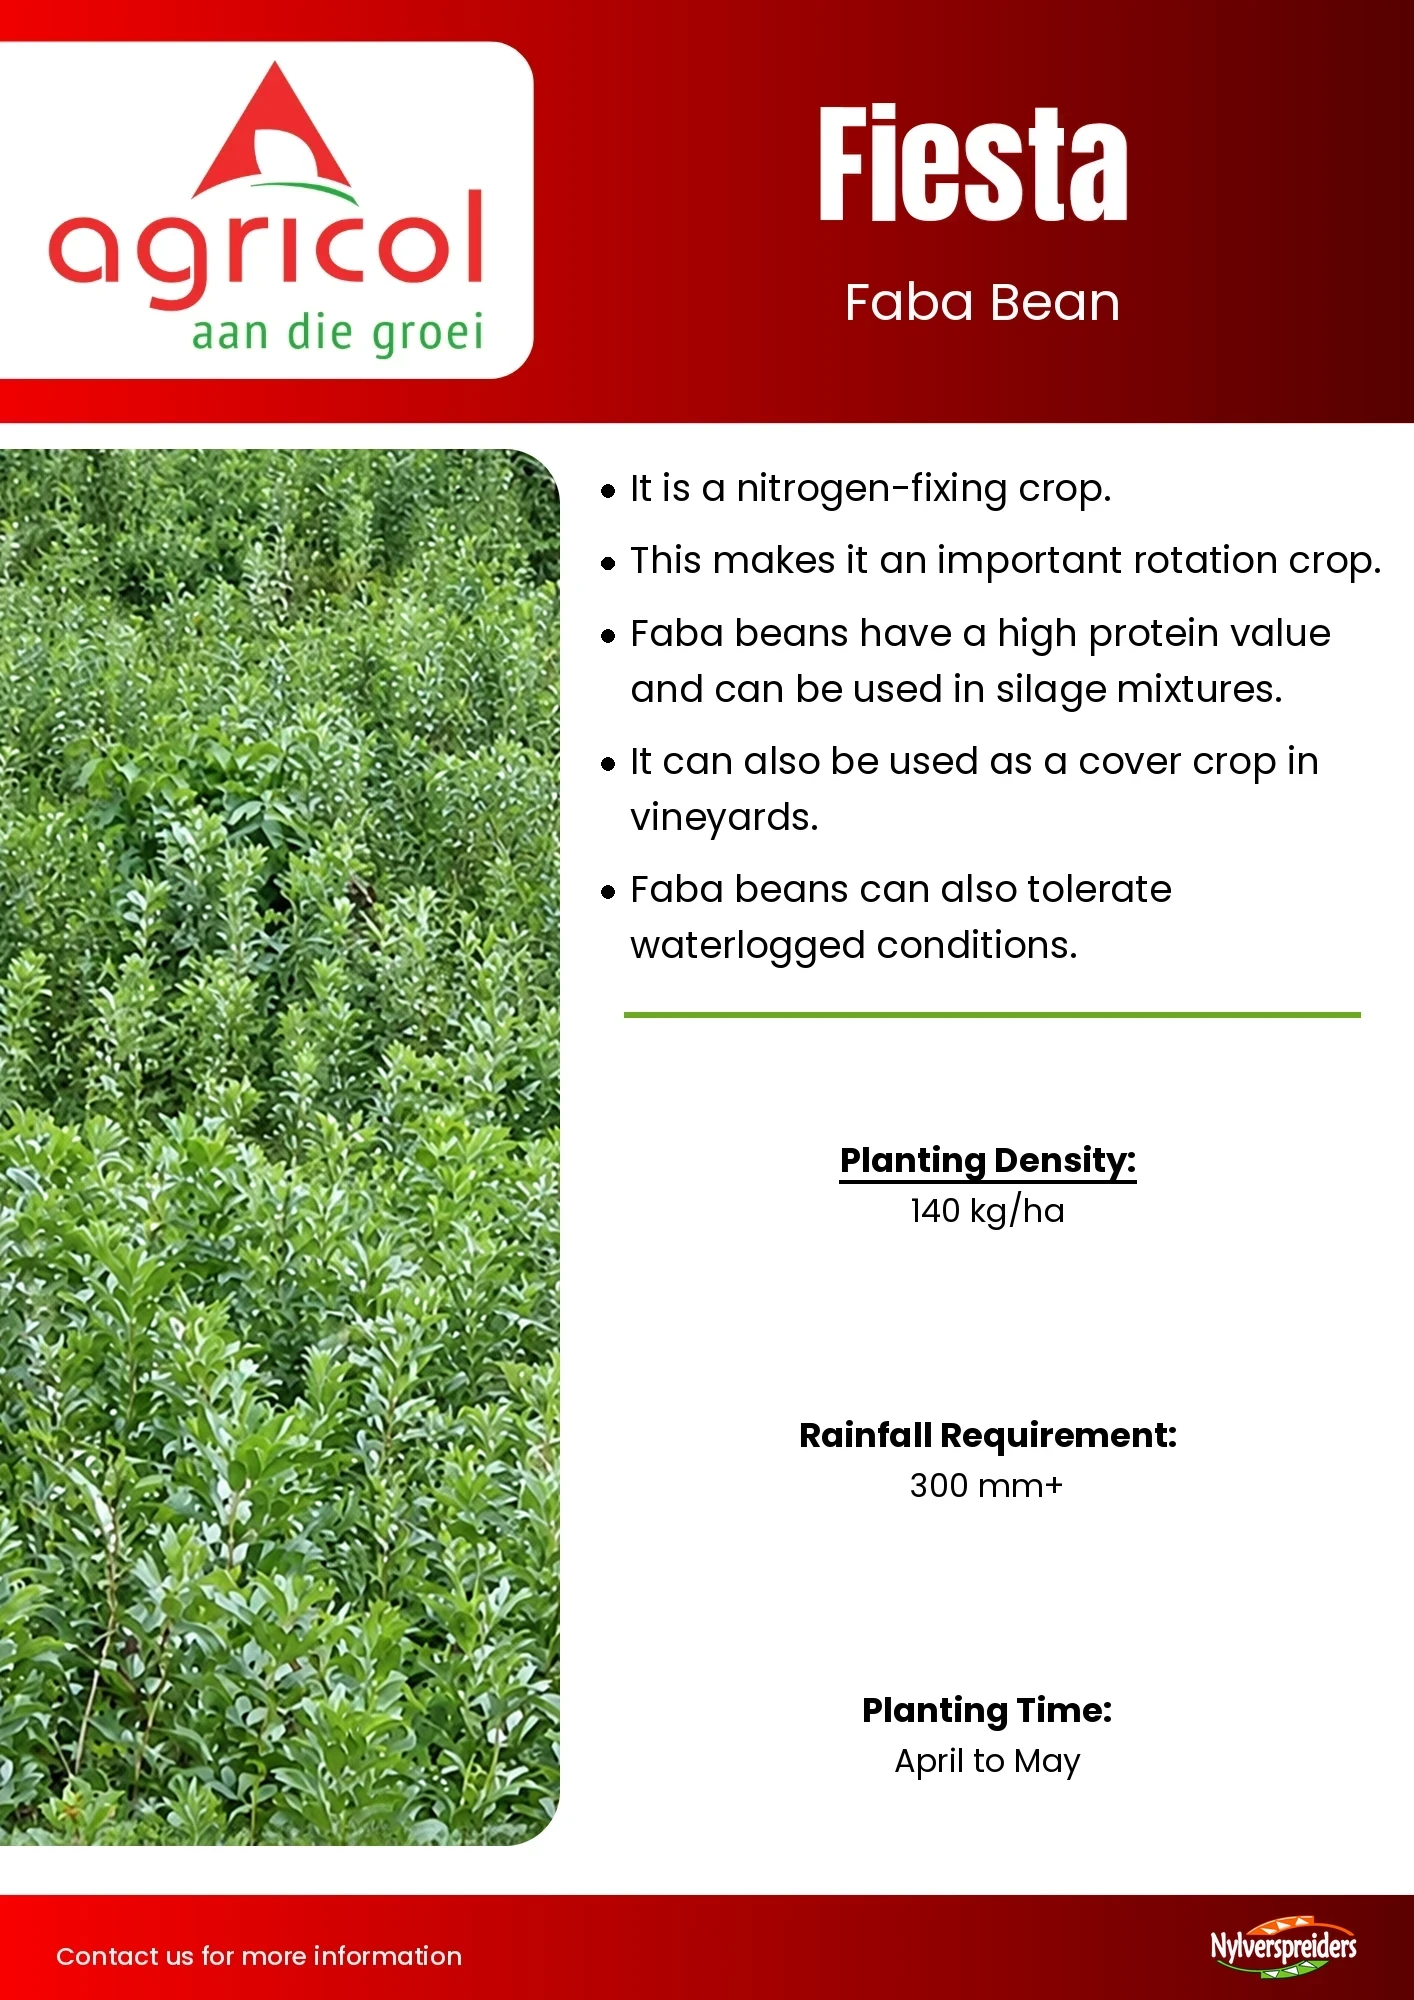 agricol
aan die groei
Fiesta
Faba Bean
• It is a nitrogen-fixing crop.
• This makes it an important rotation crop.
• Faba beans have a high protein value
and can be used in silage mixtures.
• It can also be used as a cover crop in
vineyards.
• Faba beans can also tolerate
waterlogged conditions.
Planting Density:
140 kg/ha
Rainfall Requirement:
300 mm+
Planting Time:
April to May
Contact us for more information
Nylverspreiders